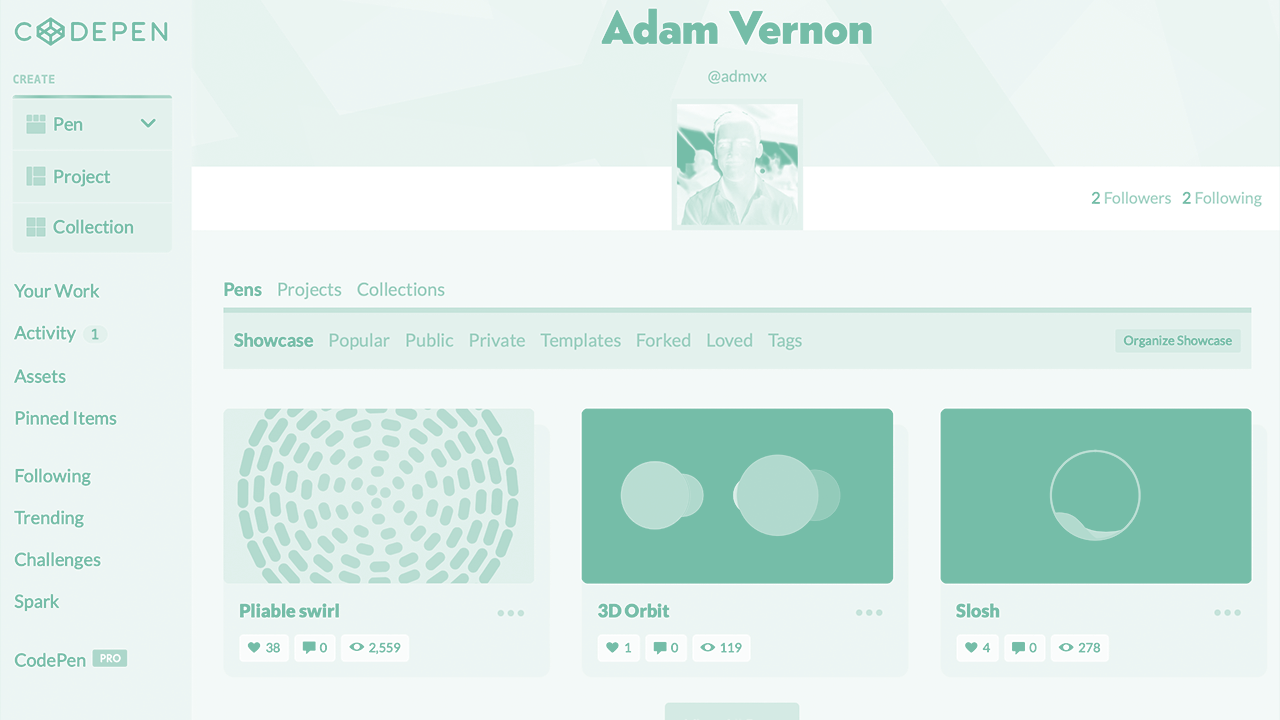 CODEPEN
CREATE
Pen
Project
Collection
Your Work
Activity 1
Assets
Pinned Items
Following
Trending
Challenges
Spark
CodePen PRO
Adam Vernon
@admvx
2 Followers 2 Following
Pens Projects Collections
Showcase Popular Public Private Templates Forked Loved Tags Organize Showcase
Pliable swirl
38 0 2,559
3D Orbit
1 0 119
Slosh
4 0 278